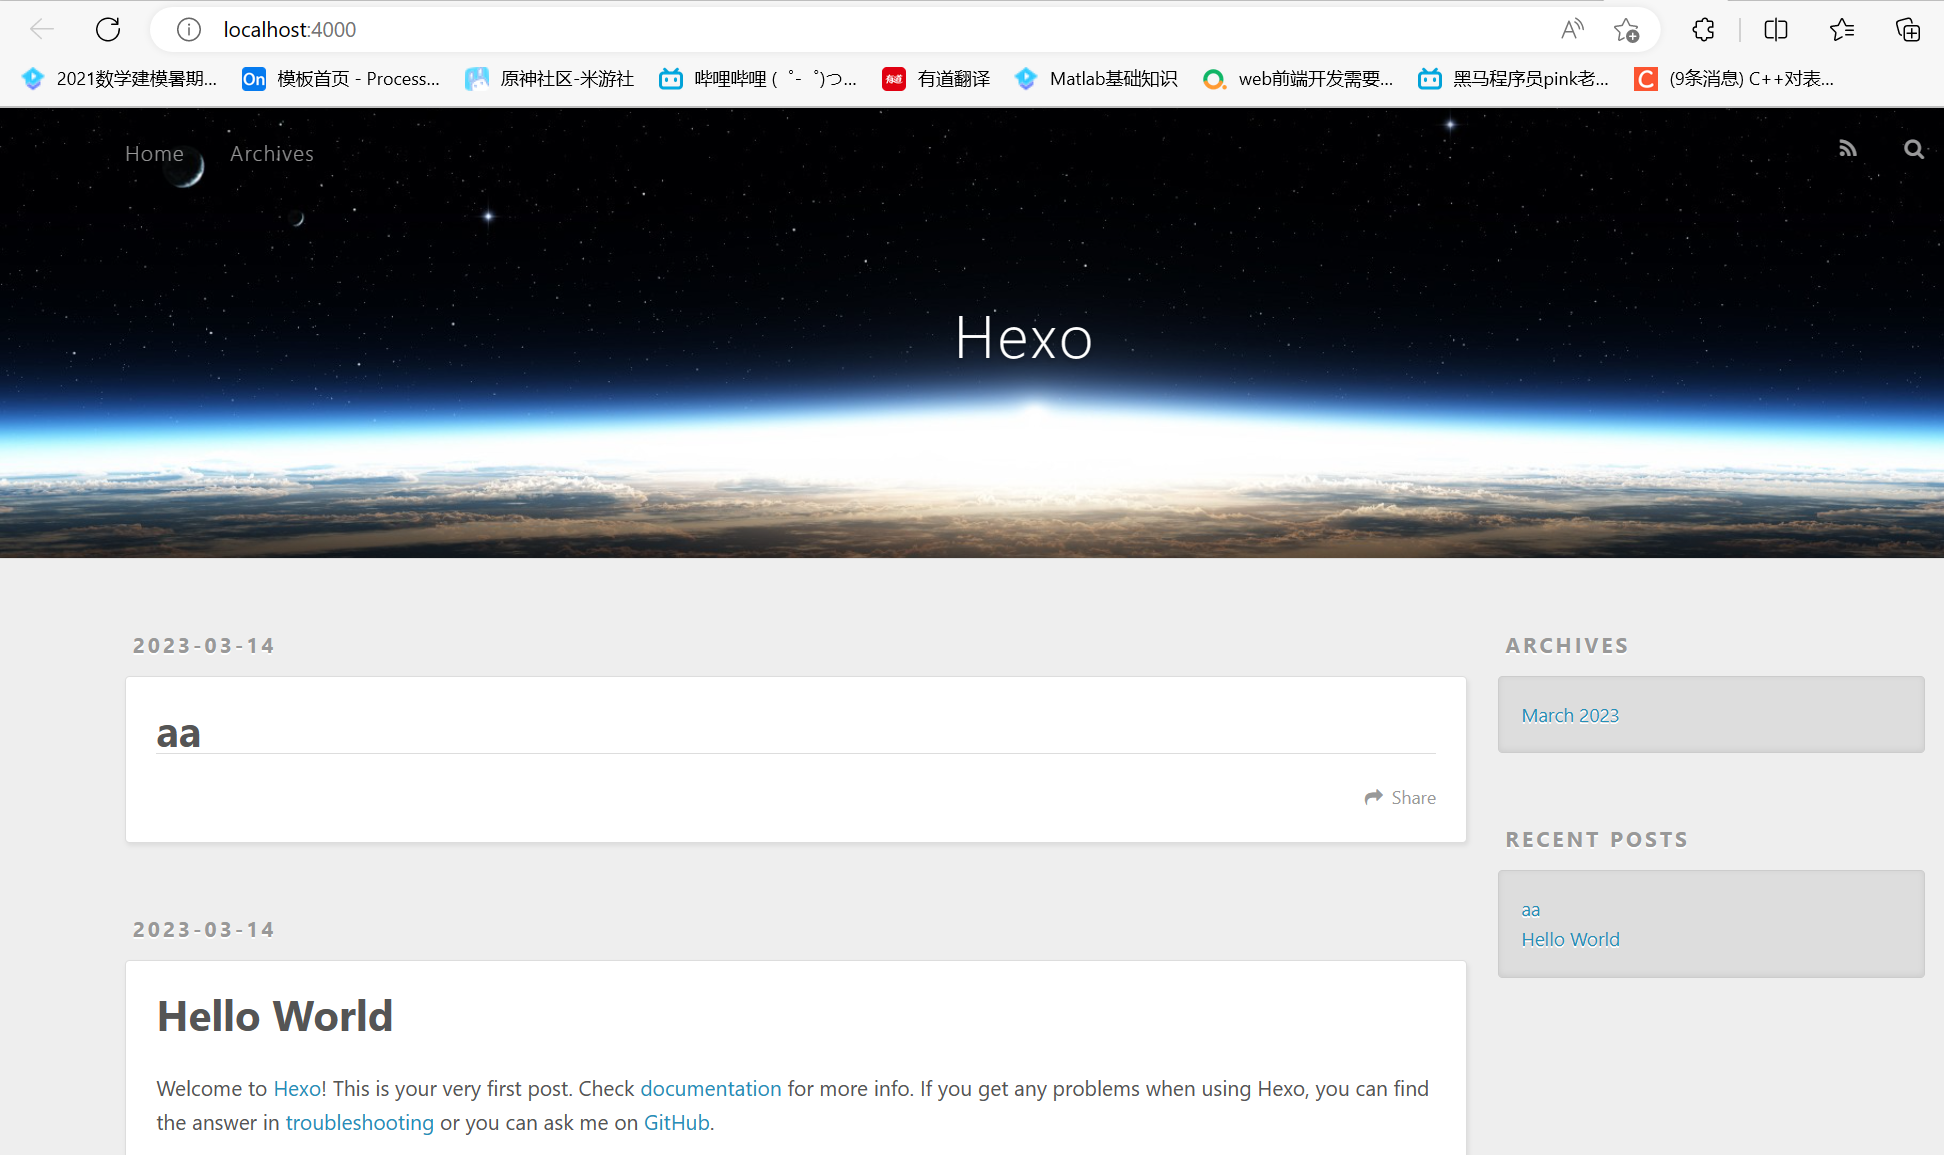 localhost:4000
2021数学建模暑期... On 模板首页 - Process... 原神社区-米游社 哔哩哔哩 ( ゜- ゜)つ... 有道 有道翻译 Matlab基础知识 web前端开发需要... 黑马程序员pink老... C (9条消息) C++对表...
Home Archives
Hexo
2023-03-14
aa
Share
2023-03-14
Hello World
Welcome to Hexo! This is your very first post. Check documentation for more info. If you get any problems when using Hexo, you can find
the answer in troubleshooting or you can ask me on GitHub.
ARCHIVES
March 2023
RECENT POSTS
aa
Hello World